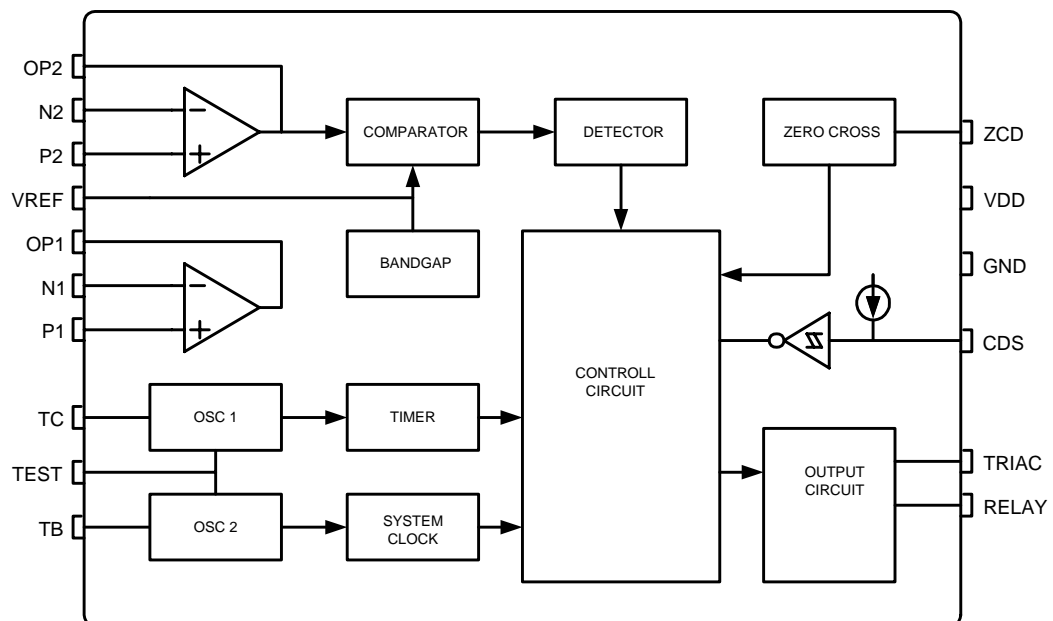 OP2
N2
P2
VREF
OP1
N1
P1
TC
TEST
TB
COMPARATOR
DETECTOR
ZERO CROSS
BANDGAP
CONTROLL
CIRCUIT
OSC 1
TIMER
OSC 2
SYSTEM
CLOCK
OUTPUT
CIRCUIT
ZCD
VDD
GND
CDS
TRIAC
RELAY